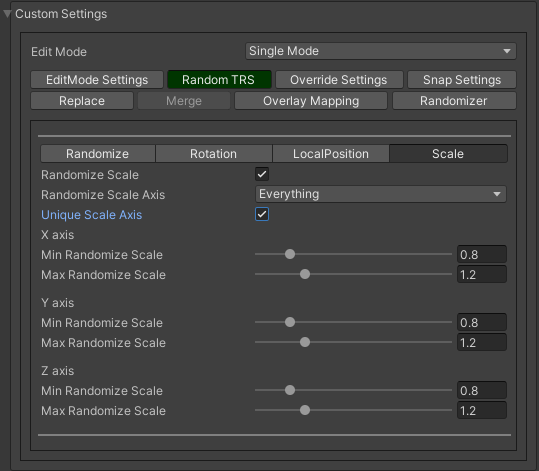 Custom Settings
Edit Mode Single Mode
EditMode Settings Random TRS Override Settings Snap Settings
Replace Merge Overlay Mapping Randomizer
Randomize Rotation LocalPosition Scale
Randomize Scale
Randomize Scale Axis Everything
Unique Scale Axis
X axis
Min Randomize Scale 0.8
Max Randomize Scale 1.2
Y axis
Min Randomize Scale 0.8
Max Randomize Scale 1.2
Z axis
Min Randomize Scale 0.8
Max Randomize Scale 1.2